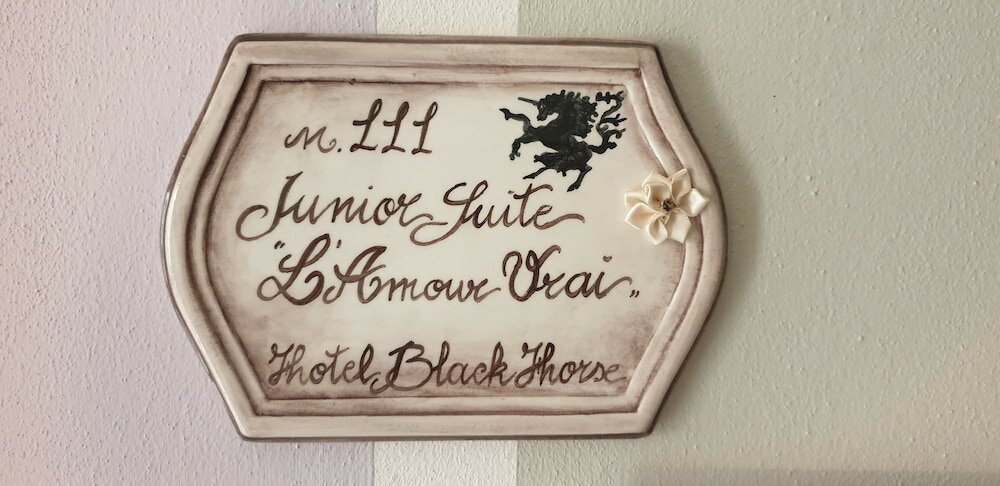 n. 111
Junior Suite
"L'Amour Vrai„
Hotel Black Horse